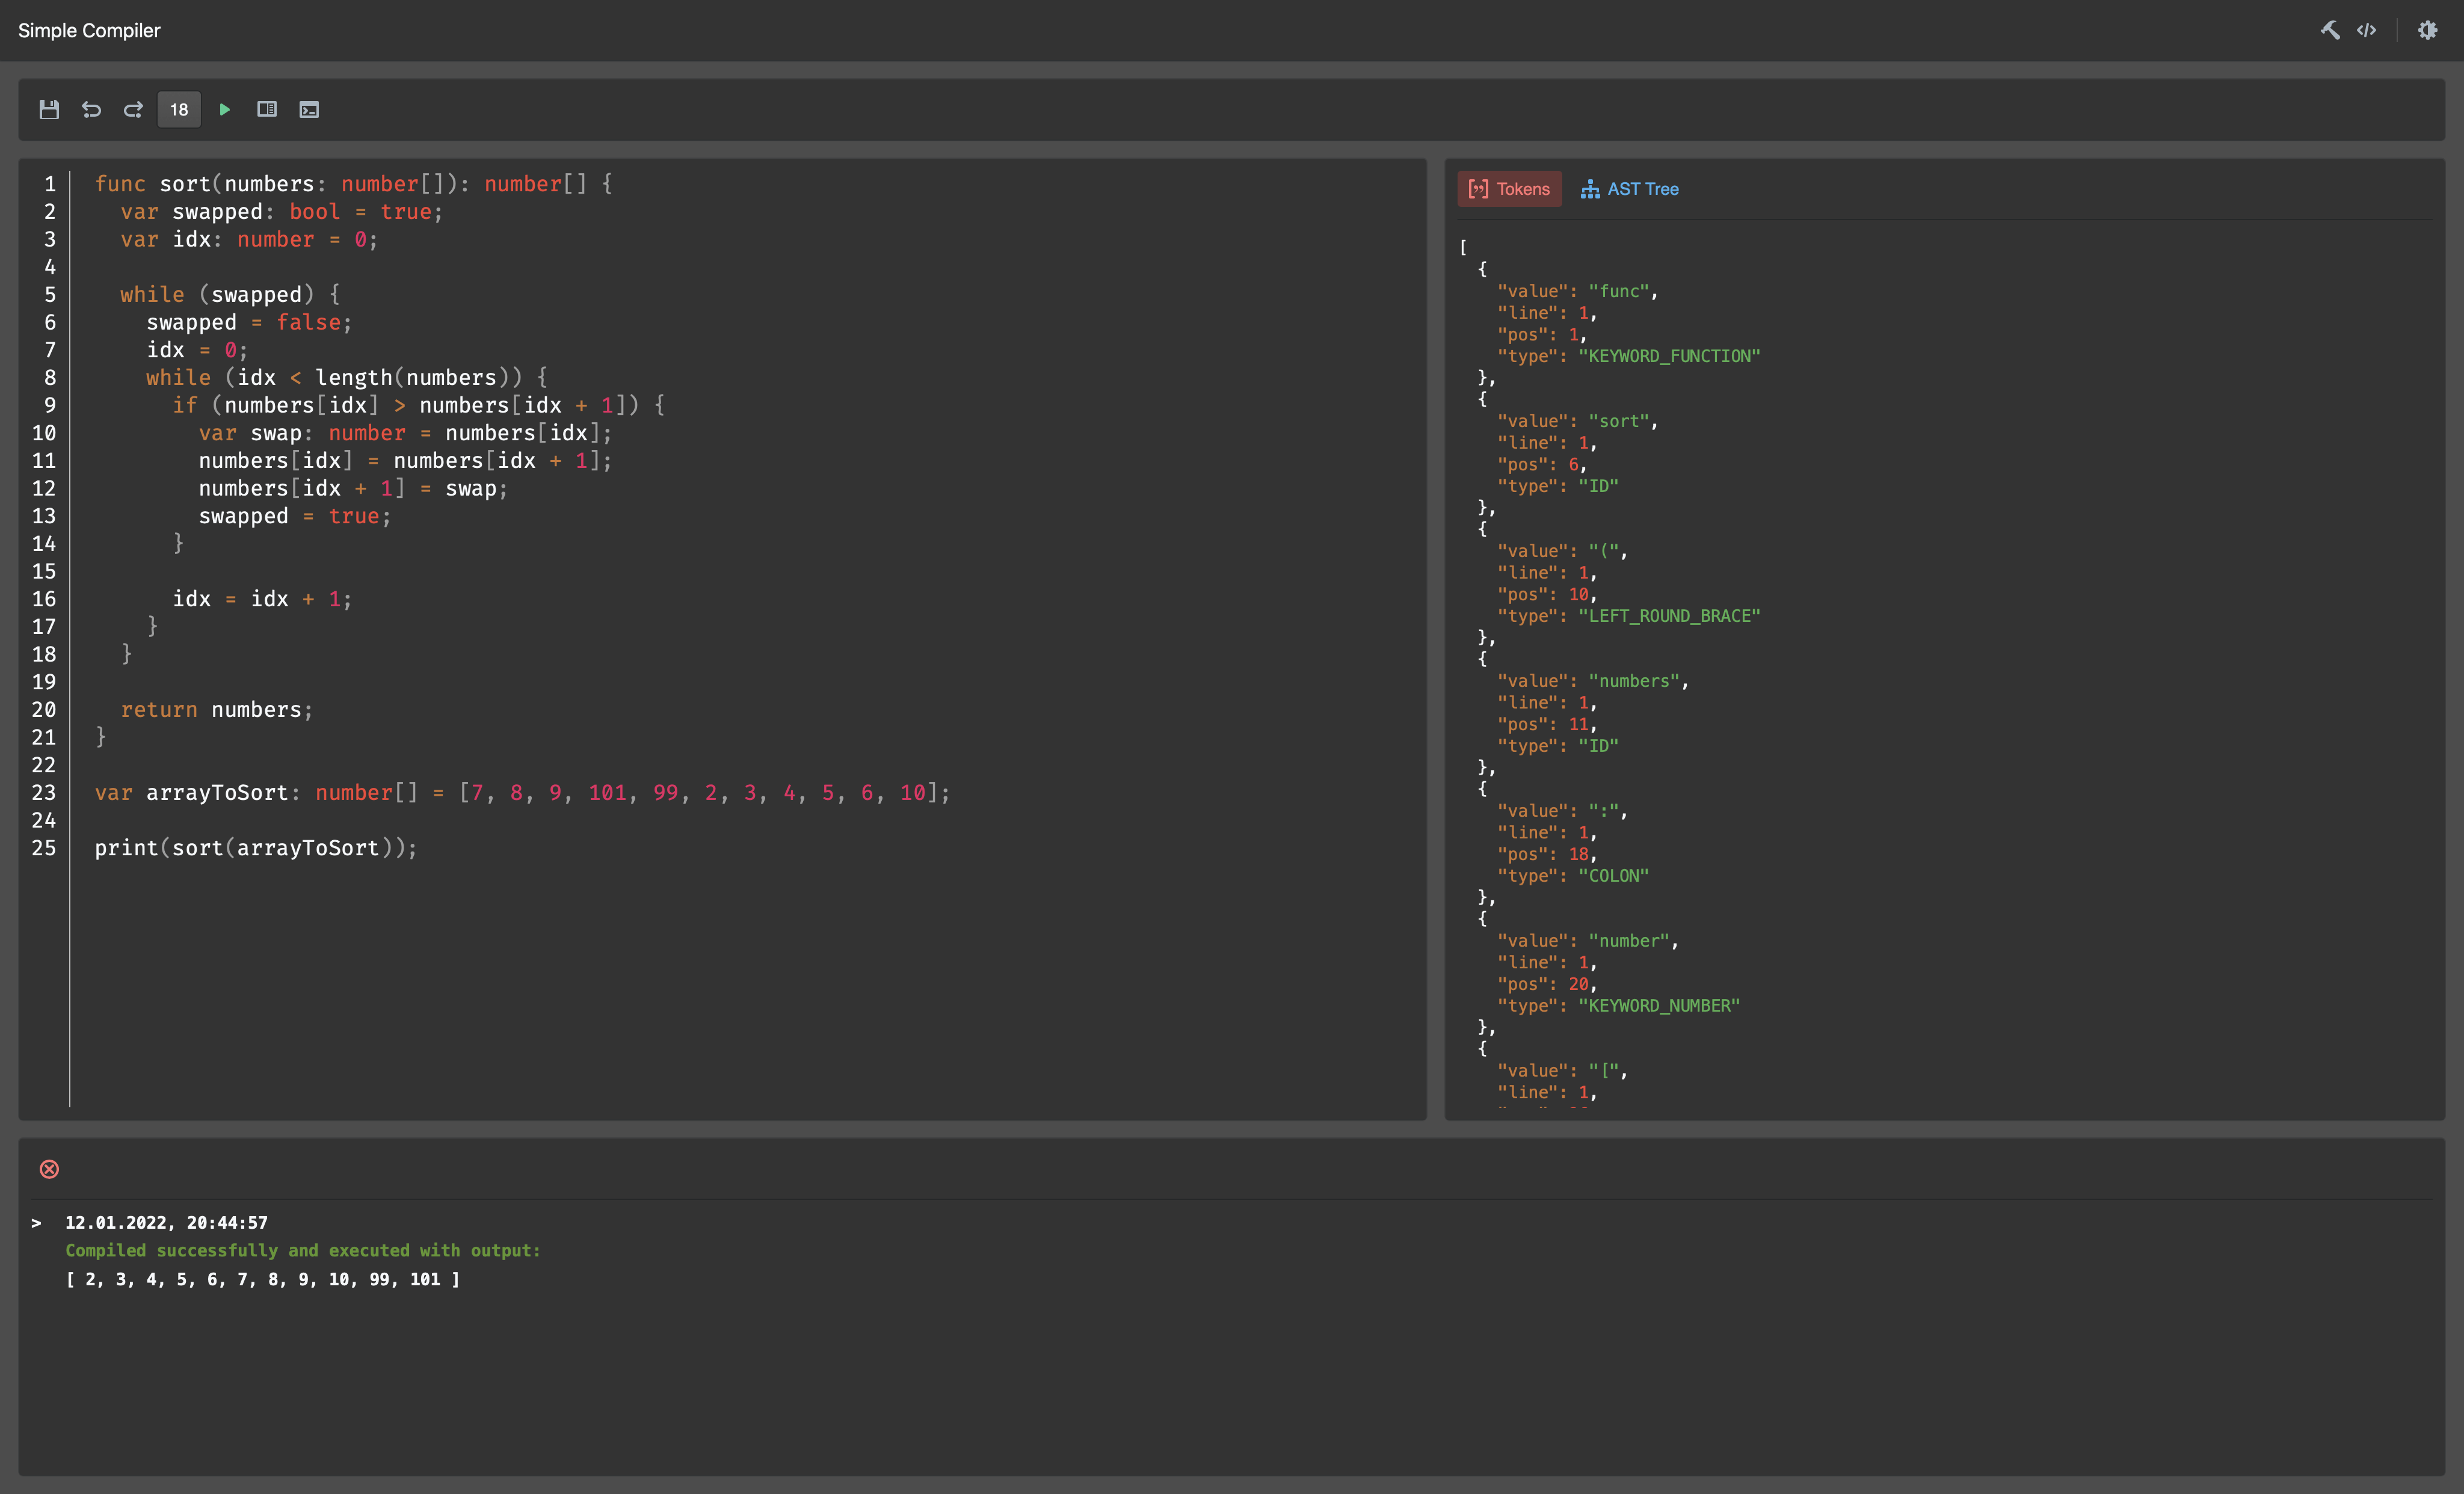 Simple Compiler
18
1 func sort(numbers: number[]): number[] {
2   var swapped: bool = true;
3   var idx: number = 0;
4
5   while (swapped) {
6     swapped = false;
7     idx = 0;
8     while (idx < length(numbers)) {
9       if (numbers[idx] > numbers[idx + 1]) {
10         var swap: number = numbers[idx];
11         numbers[idx] = numbers[idx + 1];
12         numbers[idx + 1] = swap;
13         swapped = true;
14       }
15
16       idx = idx + 1;
17     }
18   }
19
20   return numbers;
21 }
22
23 var arrayToSort: number[] = [7, 8, 9, 101, 99, 2, 3, 4, 5, 6, 10];
24
25 print(sort(arrayToSort));
Tokens AST Tree
[
  {
    "value": "func",
    "line": 1,
    "pos": 1,
    "type": "KEYWORD_FUNCTION"
  },
  {
    "value": "sort",
    "line": 1,
    "pos": 6,
    "type": "ID"
  },
  {
    "value": "(",
    "line": 1,
    "pos": 10,
    "type": "LEFT_ROUND_BRACE"
  },
  {
    "value": "numbers",
    "line": 1,
    "pos": 11,
    "type": "ID"
  },
  {
    "value": ":",
    "line": 1,
    "pos": 18,
    "type": "COLON"
  },
  {
    "value": "number",
    "line": 1,
    "pos": 20,
    "type": "KEYWORD_NUMBER"
  },
  {
    "value": "[",
    "line": 1,
> 12.01.2022, 20:44:57
Compiled successfully and executed with output:
[ 2, 3, 4, 5, 6, 7, 8, 9, 10, 99, 101 ]